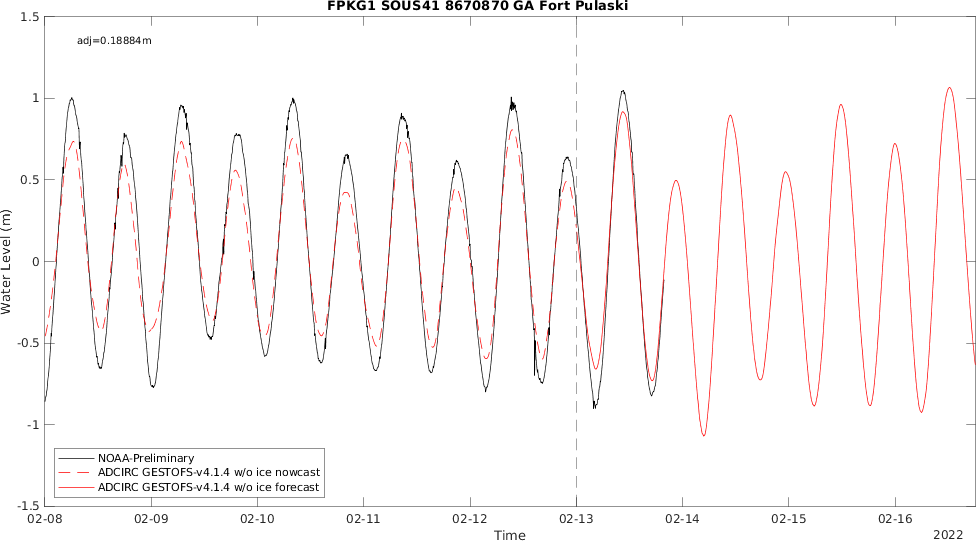 FPKG1 SOUS41 8670870 GA Fort Pulaski
adj=0.18884m
1.5
1
0.5
0
-0.5
-1
-1.5
Water Level (m)
NOAA-Preliminary
ADCIRC GESTOFS-v4.1.4 w/o ice nowcast
ADCIRC GESTOFS-v4.1.4 w/o ice forecast
02-08 02-09 02-10 02-11 02-12 02-13 02-14 02-15 02-16
Time
2022